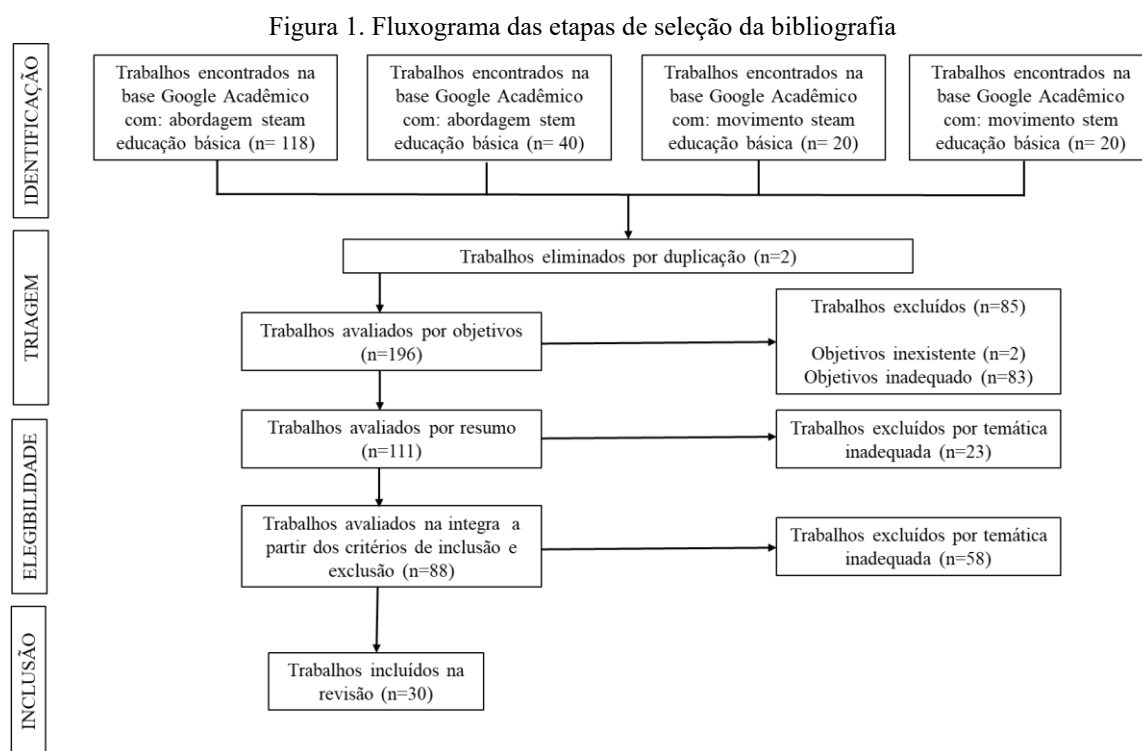 Figura 1. Fluxograma das etapas de seleção da bibliografia
IDENTIFICAÇÃO
Trabalhos encontrados na
base Google Acadêmico
com: abordagem steam
educação básica (n= 118)
Trabalhos encontrados na
base Google Acadêmico
com: abordagem stem
educação básica (n= 40)
Trabalhos encontrados na
base Google Acadêmico
com: movimento steam
educação básica (n= 20)
Trabalhos encontrados na
base Google Acadêmico
com: movimento stem
educação básica (n= 20)
TRIAGEM
Trabalhos eliminados por duplicação (n=2)
Trabalhos avaliados por objetivos
(n=196)
Trabalhos excluídos (n=85)
Objetivos inexistente (n=2)
Objetivos inadequado (n=83)
ELEGIBILIDADE
Trabalhos avaliados por resumo
(n=111)
Trabalhos excluídos por temática
inadequada (n=23)
Trabalhos avaliados na integra a
partir dos critérios de inclusão e
exclusão (n=88)
Trabalhos excluídos por temática
inadequada (n=58)
INCLUSÃO
Trabalhos incluídos na
revisão (n=30)